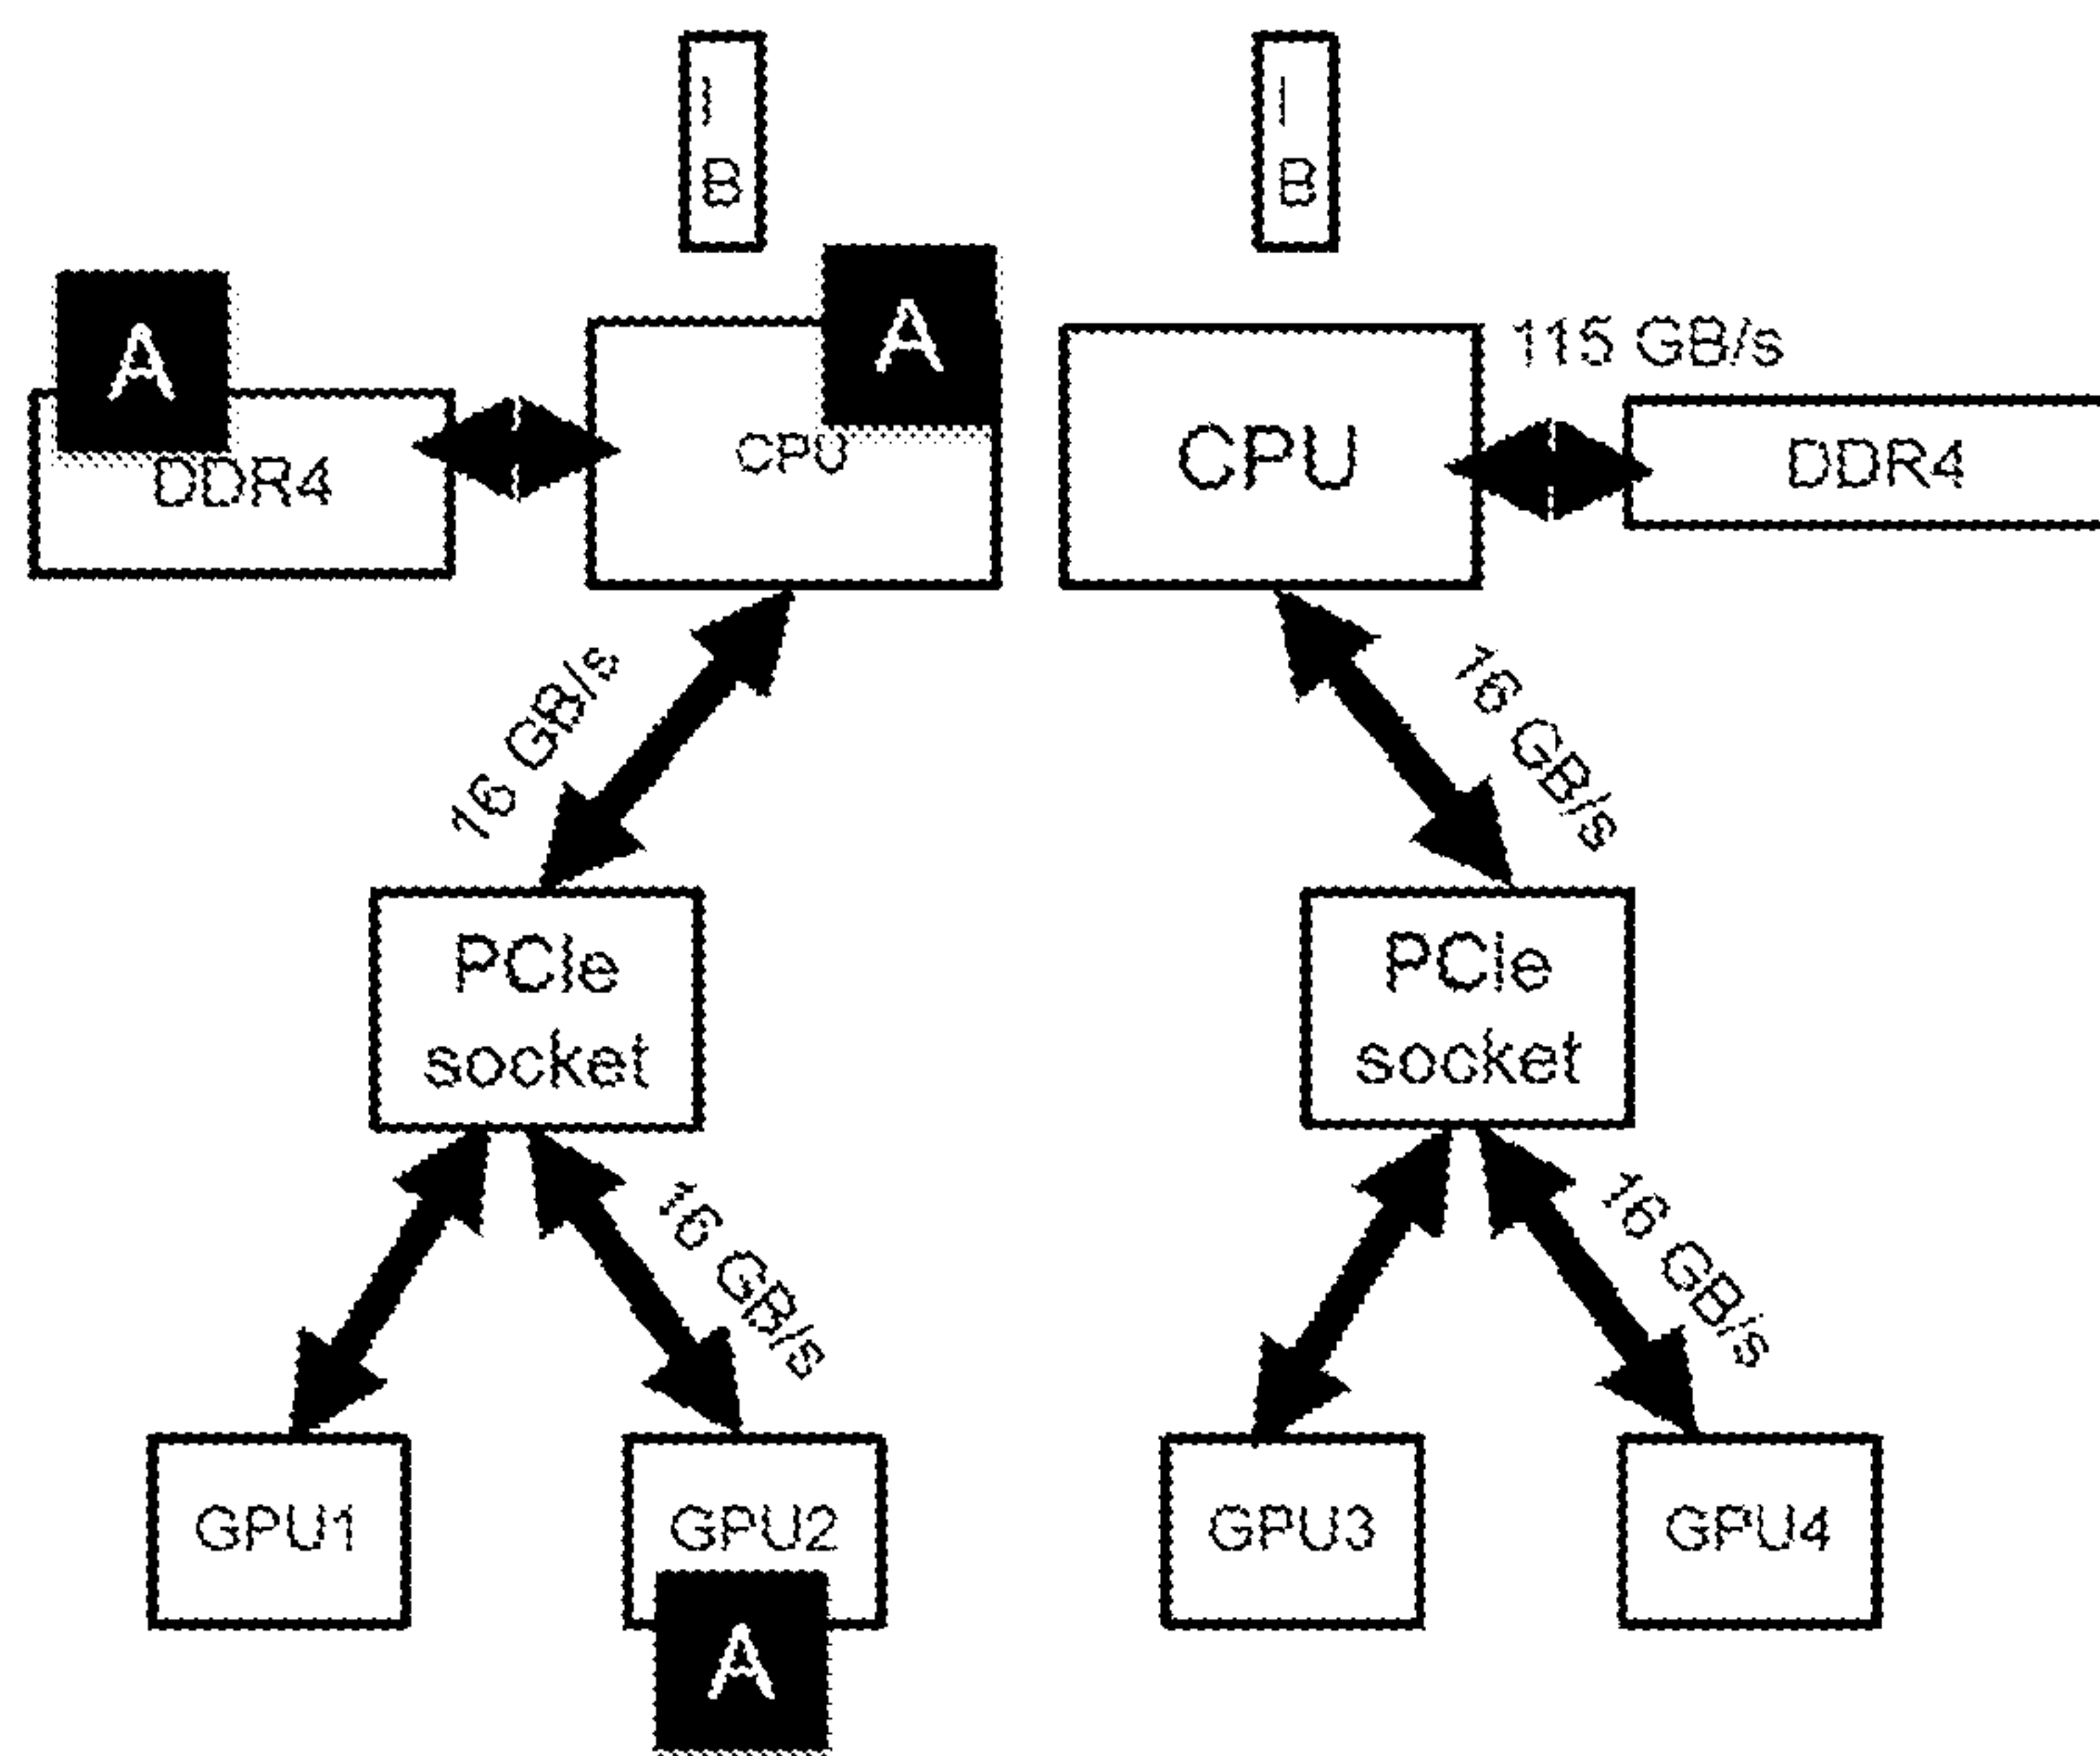 I
B
I
B
A
A
115 GB/s
DDR4
CPU
CPU
DDR4
16 GB/s
16 GB/s
PCIe
socket
PCie
socket
16 GB/s
16 GB/s
GPU1
GPU2
GPU3
GPU4
A